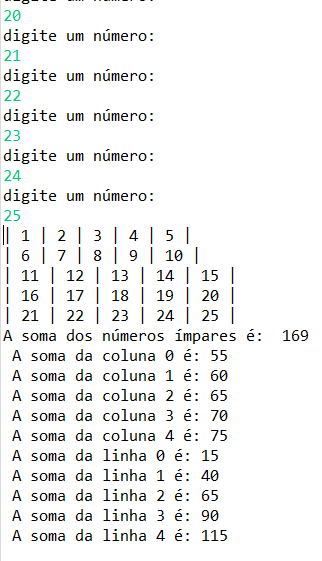 digite um número:
20
digite um número:
21
digite um número:
22
digite um número:
23
digite um número:
24
digite um número:
25
| 1 | 2 | 3 | 4 | 5 |
| 6 | 7 | 8 | 9 | 10 |
| 11 | 12 | 13 | 14 | 15 |
| 16 | 17 | 18 | 19 | 20 |
| 21 | 22 | 23 | 24 | 25 |
A soma dos números ímpares é:  169
A soma da coluna 0 é: 55
A soma da coluna 1 é: 60
A soma da coluna 2 é: 65
A soma da coluna 3 é: 70
A soma da coluna 4 é: 75
A soma da linha 0 é: 15
A soma da linha 1 é: 40
A soma da linha 2 é: 65
A soma da linha 3 é: 90
A soma da linha 4 é: 115